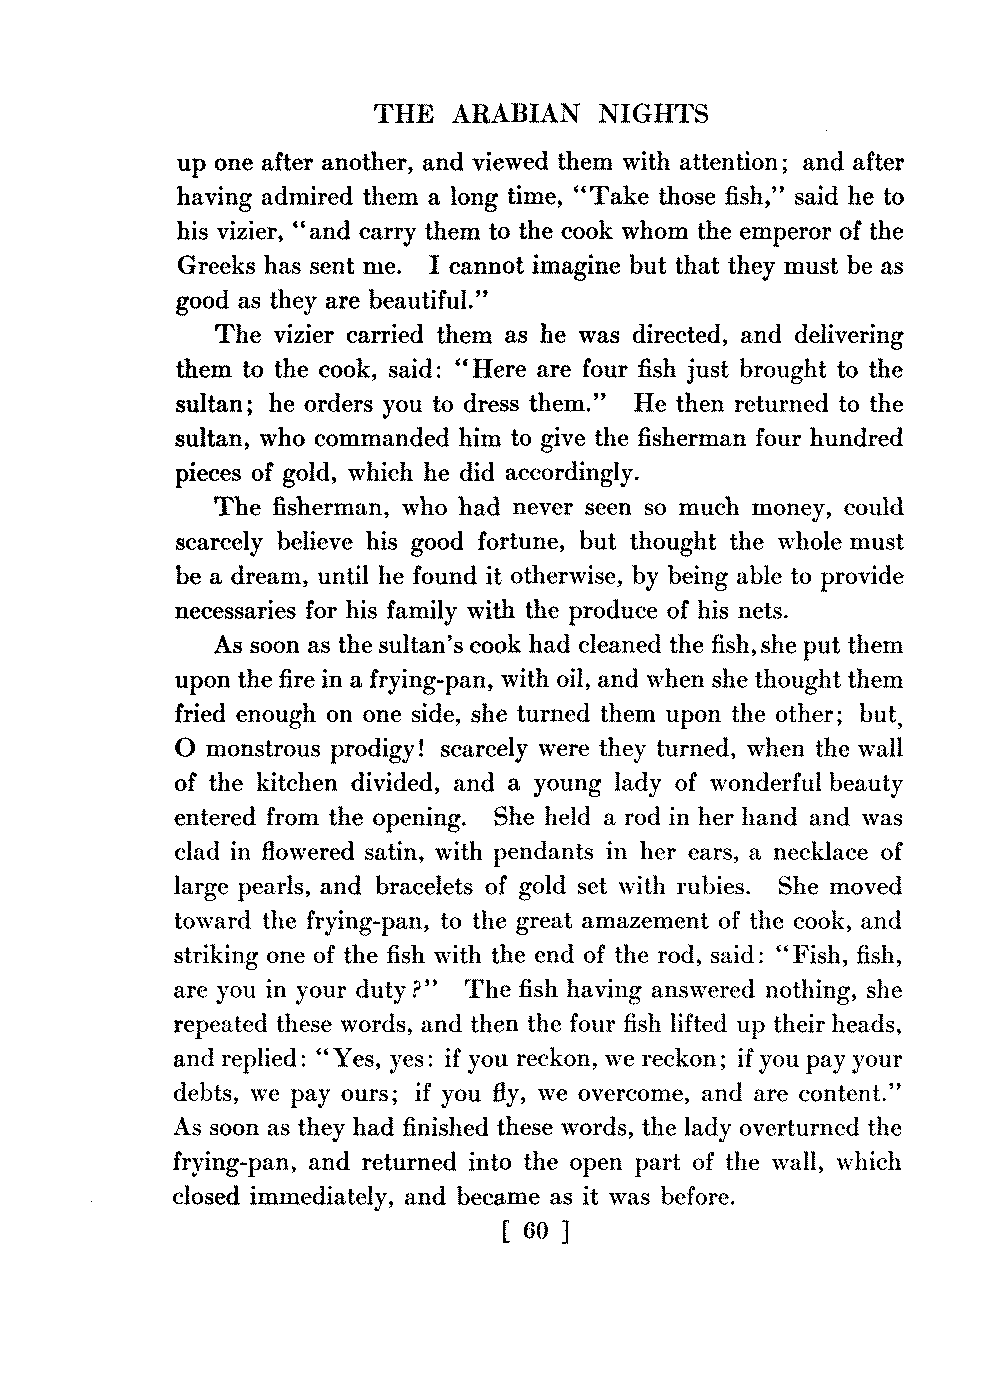 THE ARABIAN NIGHTS
up one after another, and viewed them with attention; and after
having admired them a long time, “Take those fish,” said he to
his vizier, “and carry them to the cook whom the emperor of the
Greeks has sent me. I cannot imagine but that they must be as
good as they are beautiful.”
The vizier carried them as he was directed, and delivering
them to the cook, said: “Here are four fish just brought to the
sultan; he orders you to dress them.” He then returned to the
sultan, who commanded him to give the fisherman four hundred
pieces of gold, which he did accordingly.
The fisherman, who had never seen so much money, could
scarcely believe his good fortune, but thought the whole must
be a dream, until he found it otherwise, by being able to provide
necessaries for his family with the produce of his nets.
As soon as the sultan’s cook had cleaned the fish, she put them
upon the fire in a frying-pan, with oil, and when she thought them
fried enough on one side, she turned them upon the other; but,
O monstrous prodigy! scarcely were they turned, when the wall
of the kitchen divided, and a young lady of wonderful beauty
entered from the opening. She held a rod in her hand and was
clad in flowered satin, with pendants in her ears, a necklace of
large pearls, and bracelets of gold set with rubies. She moved
toward the frying-pan, to the great amazement of the cook, and
striking one of the fish with the end of the rod, said: “Fish, fish,
are you in your duty?” The fish having answered nothing, she
repeated these words, and then the four fish lifted up their heads,
and replied: “Yes, yes: if you reckon, we reckon; if you pay your
debts, we pay ours; if you fly, we overcome, and are content.”
As soon as they had finished these words, the lady overturned the
frying-pan, and returned into the open part of the wall, which
closed immediately, and became as it was before.
[ 60 ]